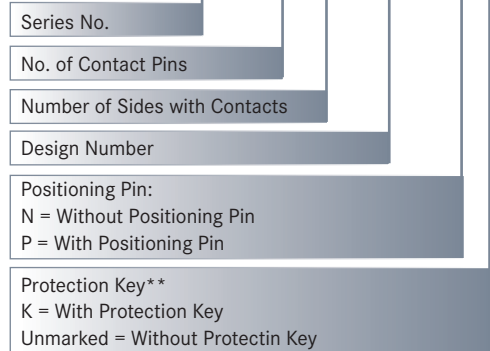 Series No.
No. of Contact Pins
Number of Sides with Contacts
Design Number
Positioning Pin:
N = Without Positioning Pin
P = With Positioning Pin
Protection Key**
K = With Protection Key
Unmarked = Without Protectin Key